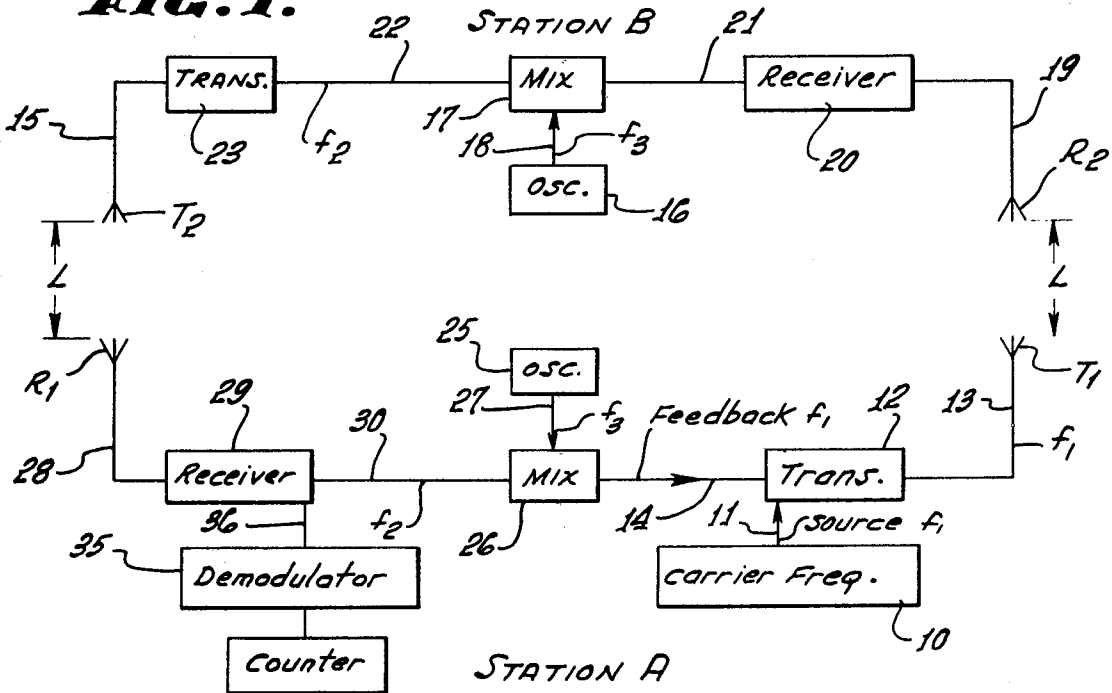 FIG. 1.
STATION B
22
21
TRANS.
MIX
Receiver
19
15
17
23
f2
18
f3
20
R2
OSC.
16
T2
L
L
25
OSC.
R1
T1
29
27
12
13
30
f3
Feedback f1
28
Receiver
MIX
Trans.
f1
36
f2
26
14
11
source f1
35
Demodulator
carrier Freq.
10
Counter
STATION A